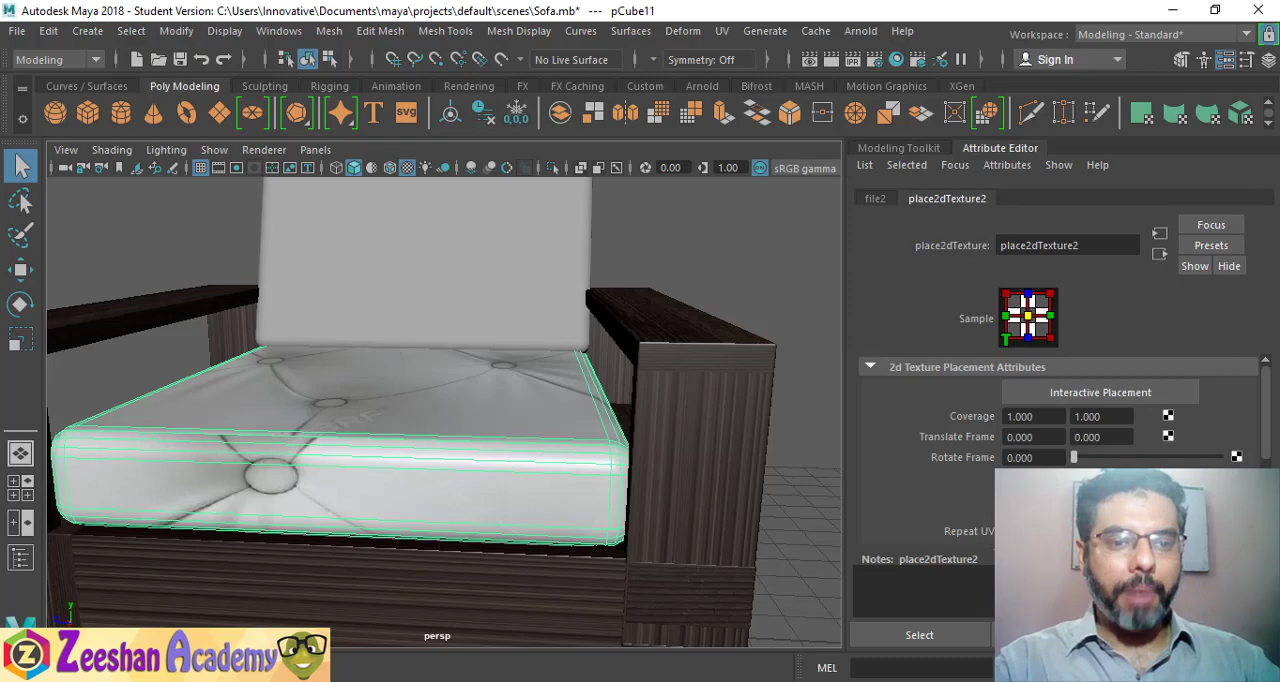 Autodesk Maya 2018 - Student Version: C:\Users\Innovative\Documents\maya\projects\default\scenes\Sofa.mb* --- pCube11
File Edit Create Select Modify Display Windows Mesh Edit Mesh Mesh Tools Mesh Display Curves Surfaces Deform UV Generate Cache Arnold Help
Workspace : Modeling - Standard*
Modeling No Live Surface Symmetry: Off Sign In
Curves / Surfaces Poly Modeling Sculpting Rigging Animation Rendering FX FX Caching Custom Arnold Bifrost MASH Motion Graphics XGen
T SVG 0,0,0
View Shading Lighting Show Renderer Panels
0.00 1.00 sRGB gamma
Modeling Toolkit Attribute Editor
List Selected Focus Attributes Show Help
file2 place2dTexture2
Focus
place2dTexture: place2dTexture2 Presets
Show Hide
Sample
2d Texture Placement Attributes
Interactive Placement
Coverage 1.000 1.000
Translate Frame 0.000 0.000
Rotate Frame 0.000
Repeat UV
Notes: place2dTexture2
Select
persp
y
Zeeshan Academy
MEL